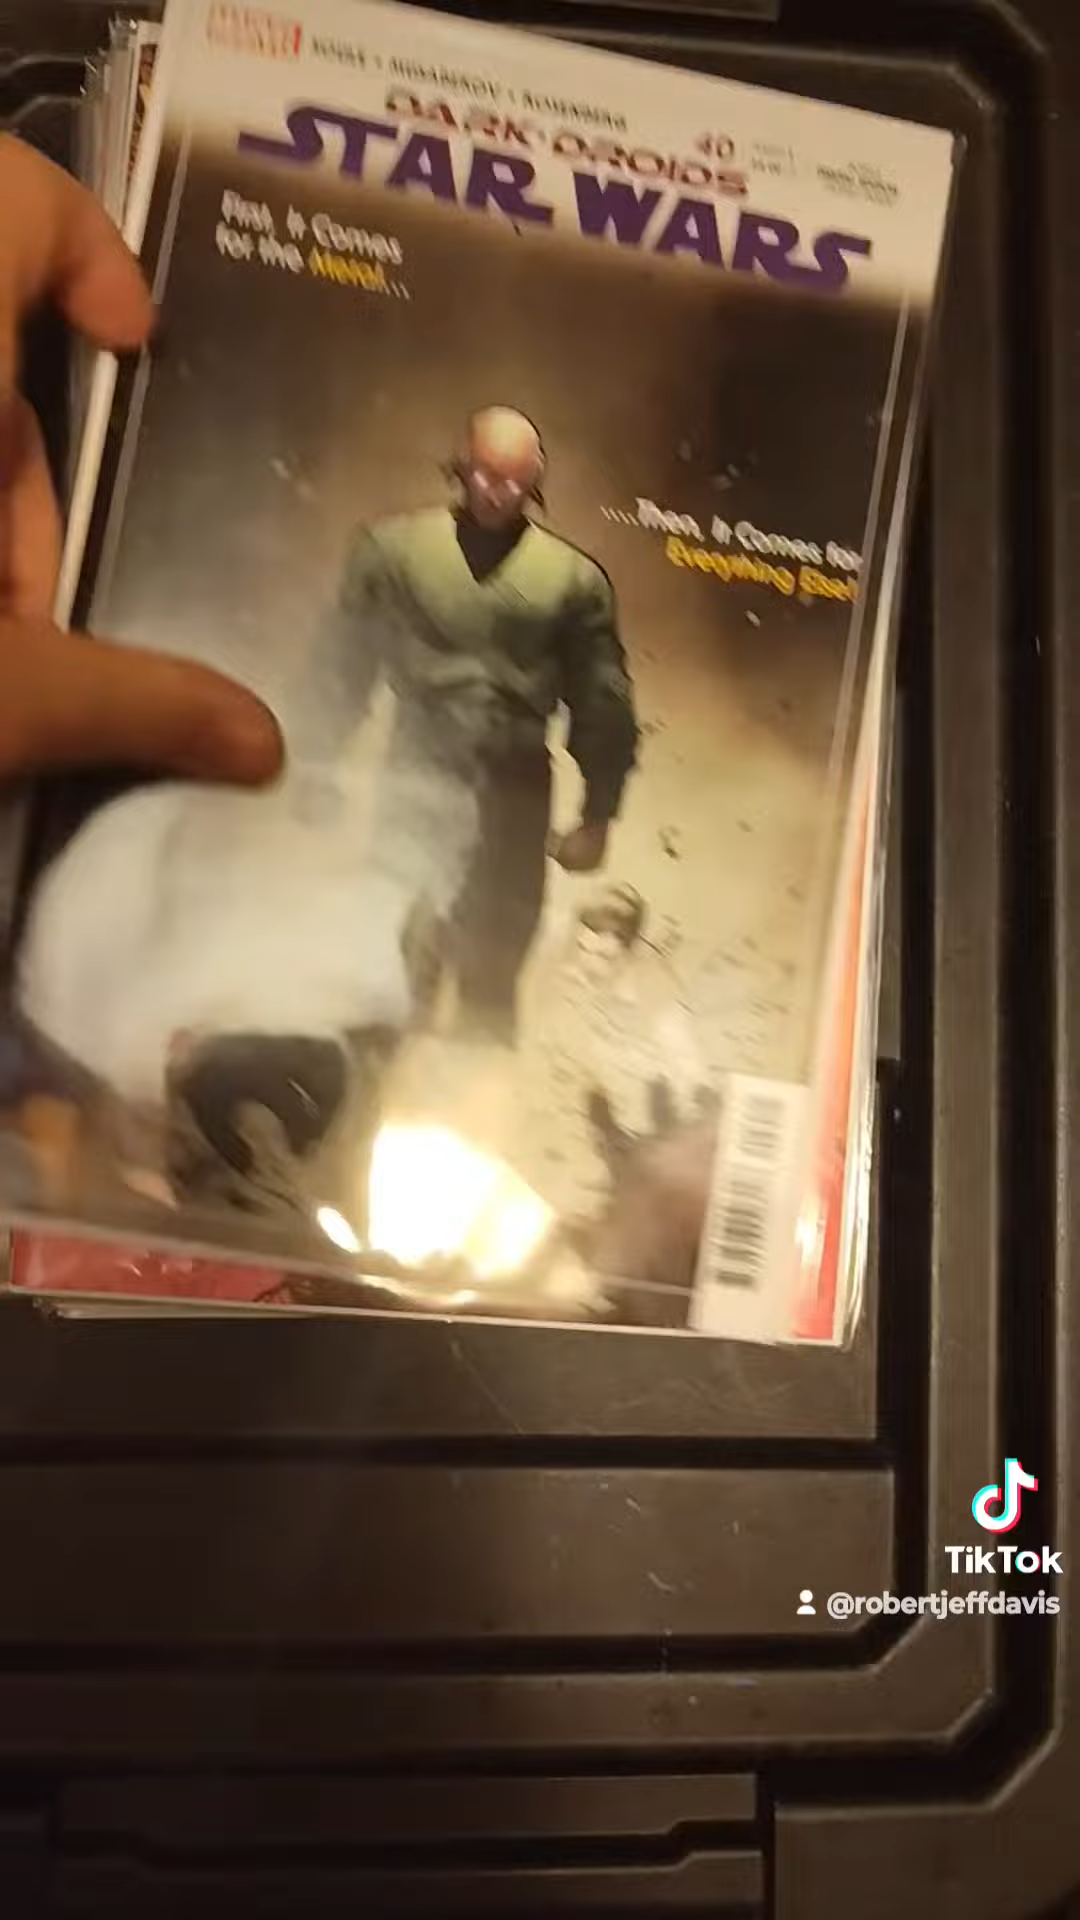 DARK DROIDS
40
STAR WARS
First, It Comes
for the Metal...
....Then, It Comes for
Everything Else!
TikTok
@robertjeffdavis